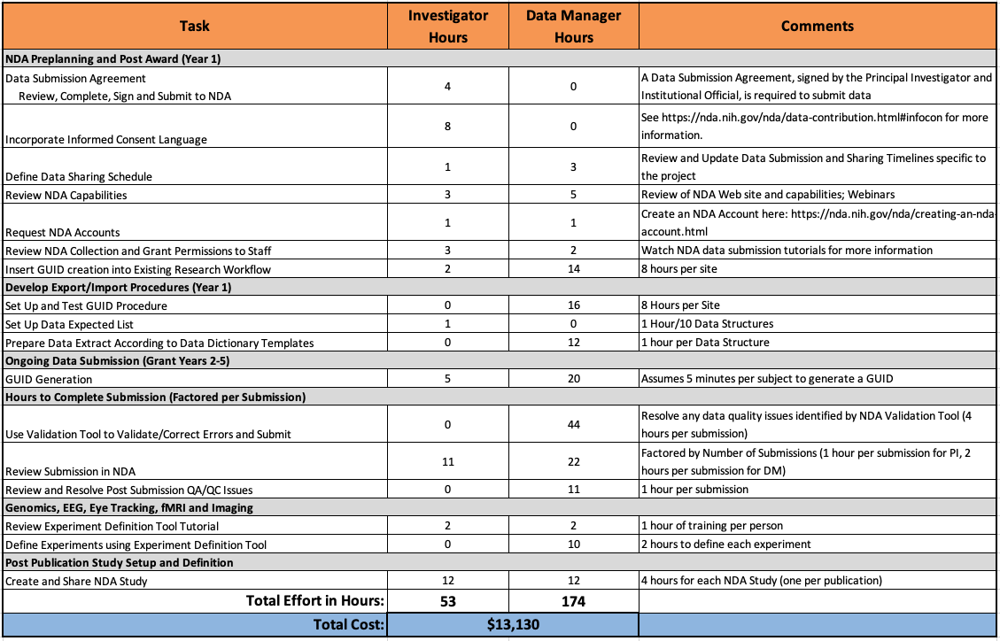 Task Investigator Hours Data Manager Hours Comments
NDA Preplanning and Post Award (Year 1)
Data Submission Agreement
Review, Complete, Sign and Submit to NDA 4 0 A Data Submission Agreement, signed by the Principal Investigator and
Institutional Official, is required to submit data
Incorporate Informed Consent Language 8 0 See https://nda.nih.gov/nda/data-contribution.html#infocon for more
information.
Define Data Sharing Schedule 1 3 Review and Update Data Submission and Sharing Timelines specific to
the project
Review NDA Capabilities 3 5 Review of NDA Web site and capabilities; Webinars
Request NDA Accounts 1 1 Create an NDA Account here: https://nda.nih.gov/nda/creating-an-nda-
account.html
Review NDA Collection and Grant Permissions to Staff 3 2 Watch NDA data submission tutorials for more information
Insert GUID creation into Existing Research Workflow 2 14 8 hours per site
Develop Export/Import Procedures (Year 1)
Set Up and Test GUID Procedure 0 16 8 Hours per Site
Set Up Data Expected List 1 0 1 Hour/10 Data Structures
Prepare Data Extract According to Data Dictionary Templates 0 12 1 hour per Data Structure
Ongoing Data Submission (Grant Years 2-5)
GUID Generation 5 20 Assumes 5 minutes per subject to generate a GUID
Hours to Complete Submission (Factored per Submission)
Use Validation Tool to Validate/Correct Errors and Submit 0 44 Resolve any data quality issues identified by NDA Validation Tool (4
hours per submission)
Review Submission in NDA 11 22 Factored by Number of Submissions (1 hour per submission for PI, 2
hours per submission for DM)
Review and Resolve Post Submission QA/QC Issues 0 11 1 hour per submission
Genomics, EEG, Eye Tracking, fMRI and Imaging
Review Experiment Definition Tool Tutorial 2 2 1 hour of training per person
Define Experiments using Experiment Definition Tool 0 10 2 hours to define each experiment
Post Publication Study Setup and Definition
Create and Share NDA Study 12 12 4 hours for each NDA Study (one per publication)
Total Effort in Hours: 53 174
Total Cost: $13,130